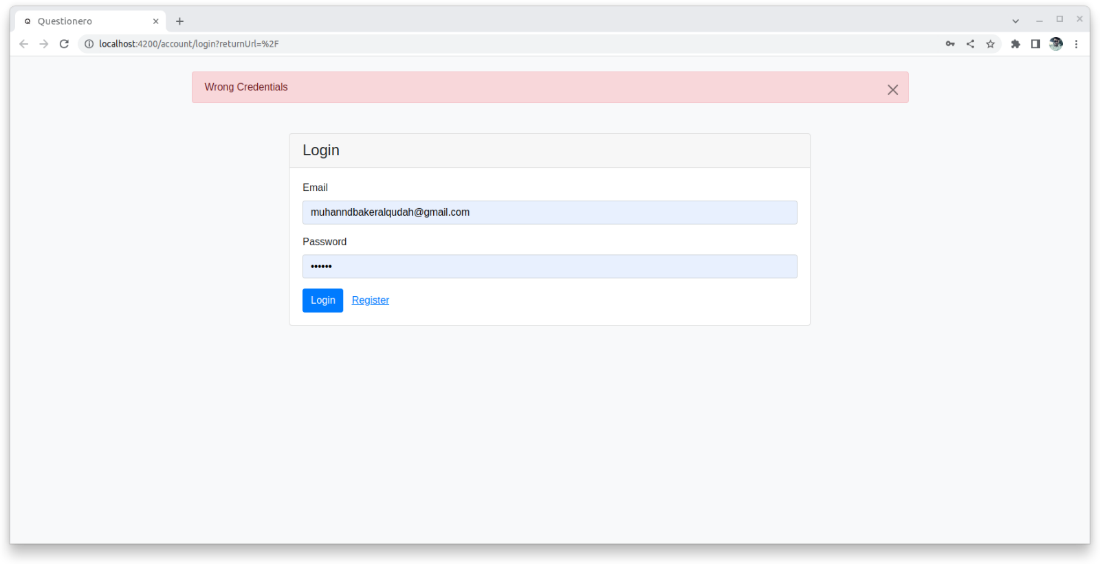 Questionero
localhost:4200/account/login?returnUrl=%2F
Wrong Credentials
Login
Email
muhanndbakeralqudah@gmail.com
Password
••••••
Login Register